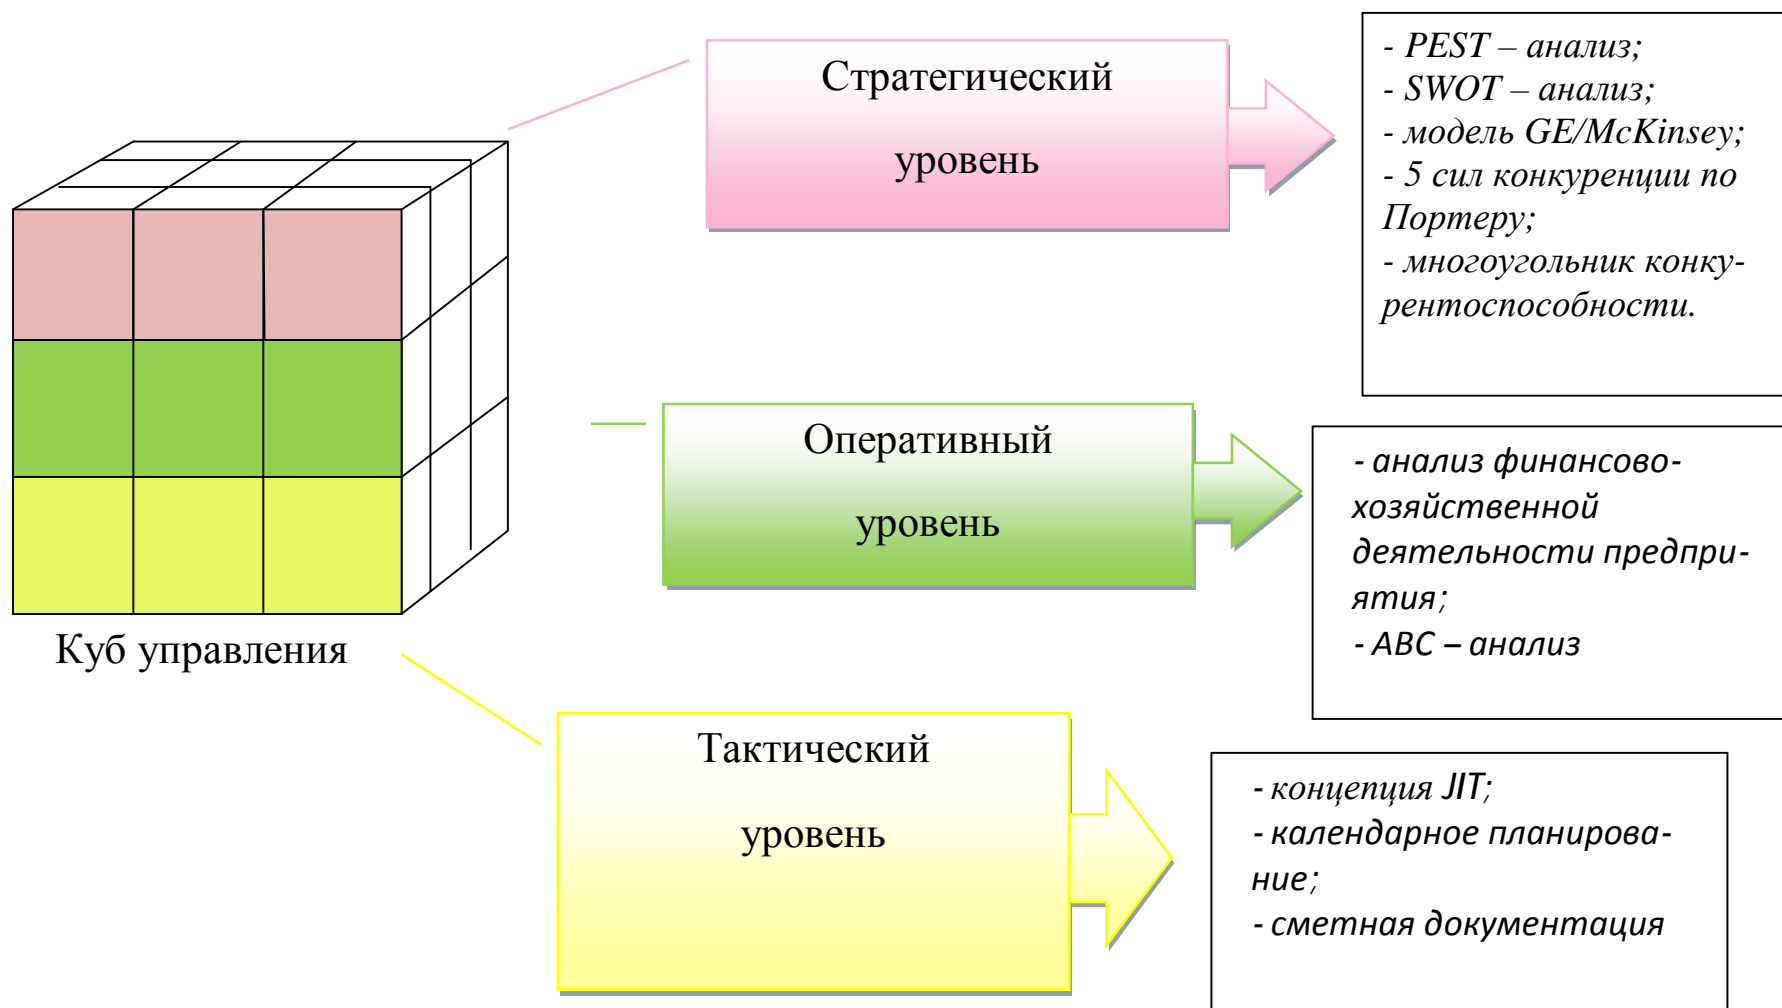 Стратегический
уровень
- PEST – анализ;
- SWOT – анализ;
- модель GE/McKinsey;
- 5 сил конкуренции по
Портеру;
- многоугольник конку-
рентоспособности.
Оперативный
уровень
- анализ финансово-
хозяйственной
деятельности предпри-
ятия;
- АВС – анализ
Куб управления
Тактический
уровень
- концепция JIT;
- календарное планирова-
ние;
- сметная документация